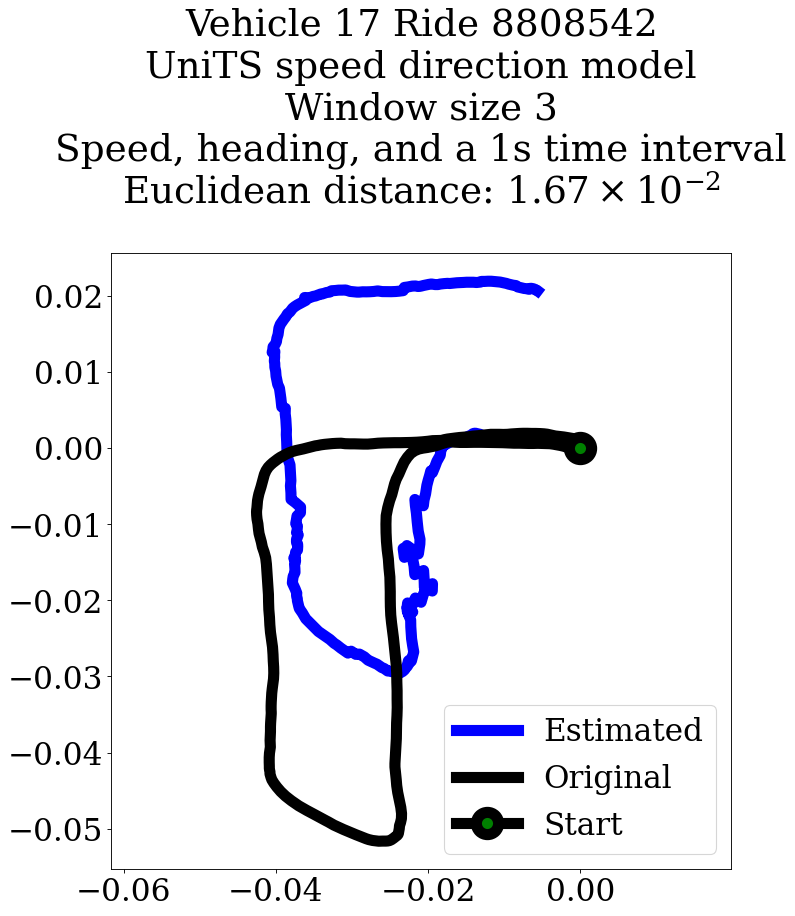 Vehicle 17 Ride 8808542
UniTS speed direction model
Window size 3
Speed, heading, and a 1s time interval
Euclidean distance: 1.67 × 10⁻²
0.02
0.01
0.00
−0.01
−0.02
−0.03
−0.04
−0.05
−0.06 −0.04 −0.02 0.00
Estimated
Original
Start